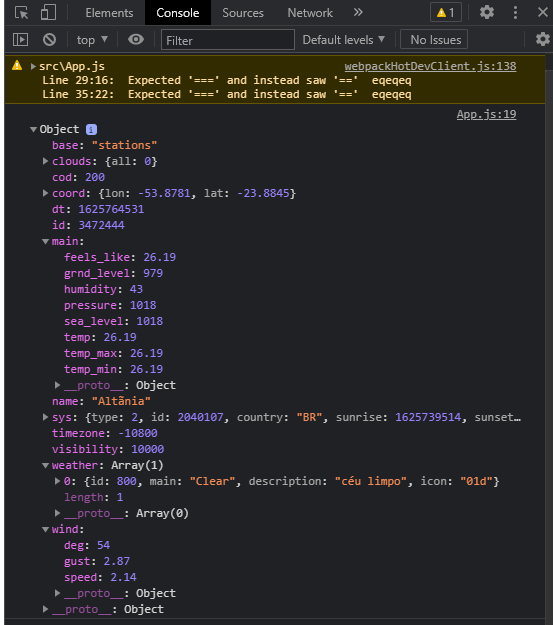 Elements Console Sources Network » 1
top Filter Default levels No Issues
src\App.js webpackHotDevClient.js:138
Line 29:16: Expected '===' and instead saw '==' eqeqeq
Line 35:22: Expected '===' and instead saw '==' eqeqeq
App.js:19
Object i
base: "stations"
clouds: {all: 0}
cod: 200
coord: {lon: -53.8781, lat: -23.8845}
dt: 1625764531
id: 3472444
main:
feels_like: 26.19
grnd_level: 979
humidity: 43
pressure: 1018
sea_level: 1018
temp: 26.19
temp_max: 26.19
temp_min: 26.19
__proto__: Object
name: "Altãnia"
sys: {type: 2, id: 2040107, country: "BR", sunrise: 1625739514, sunset…
timezone: -10800
visibility: 10000
weather: Array(1)
0: {id: 800, main: "Clear", description: "céu limpo", icon: "01d"}
length: 1
__proto__: Array(0)
wind:
deg: 54
gust: 2.87
speed: 2.14
__proto__: Object
__proto__: Object